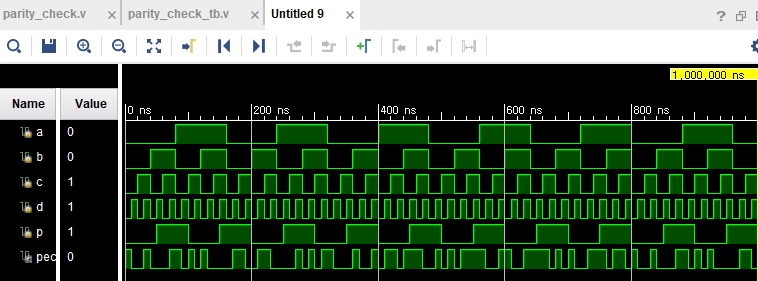 parity_check.v × parity_check_tb.v × Untitled 9 ×
?
1,000,000 ns
Name Value
0 ns 200 ns 400 ns 600 ns 800 ns
a 0
b 0
c 1
d 1
p 1
pec 0